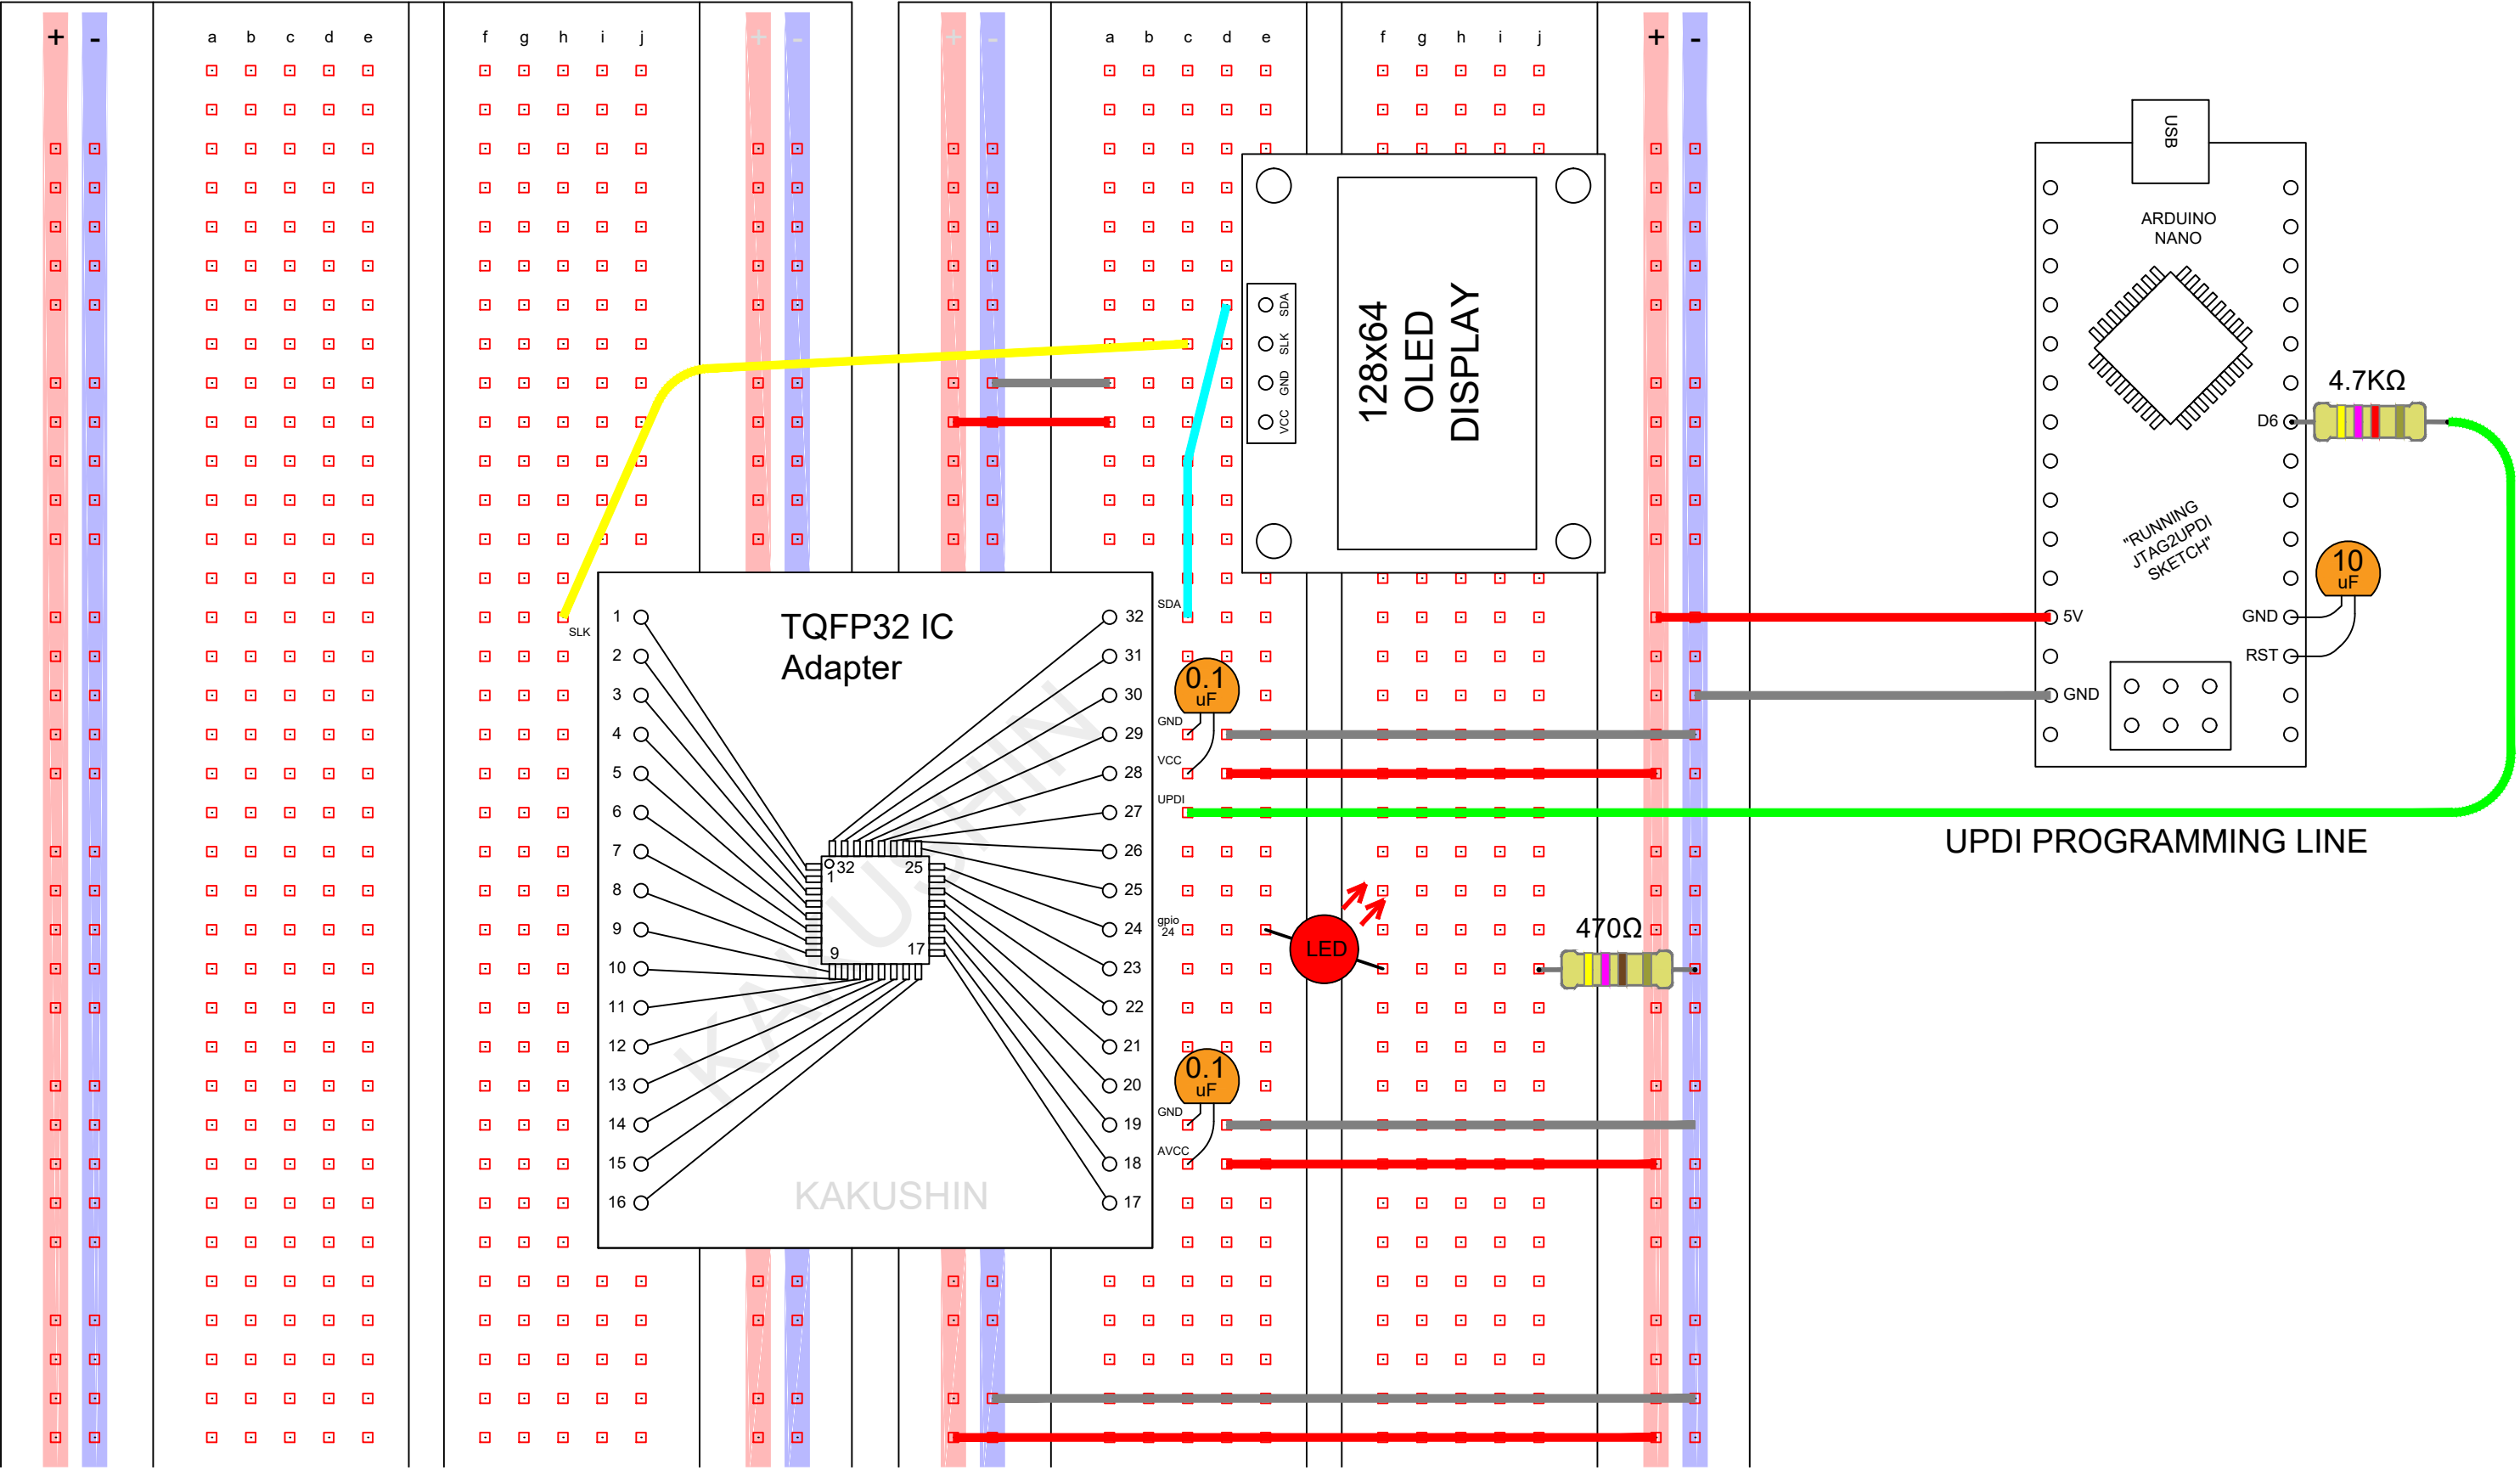 + - a b c d e f g h i j + -
+ - a b c d e f g h i j + -
USB
ARDUINO
NANO
D6
4.7KΩ
"RUNNING
JTAG2UPDI
SKETCH"
10
uF
5V
GND
GND
RST
UPDI PROGRAMMING LINE
SDA
SLK
GND
VCC
128x64
OLED
DISPLAY
SLK
TQFP32 IC
Adapter
1
2
3
4
5
6
7
8
9
10
11
12
13
14
15
16
32
31
30
29
28
27
26
25
24
23
22
21
20
19
18
17
32
25
1
9
17
KAKUSHIN
KAKUSHIN
SDA
0.1
uF
GND
VCC
UPDI
gpio
24
LED
470Ω
0.1
uF
GND
AVCC